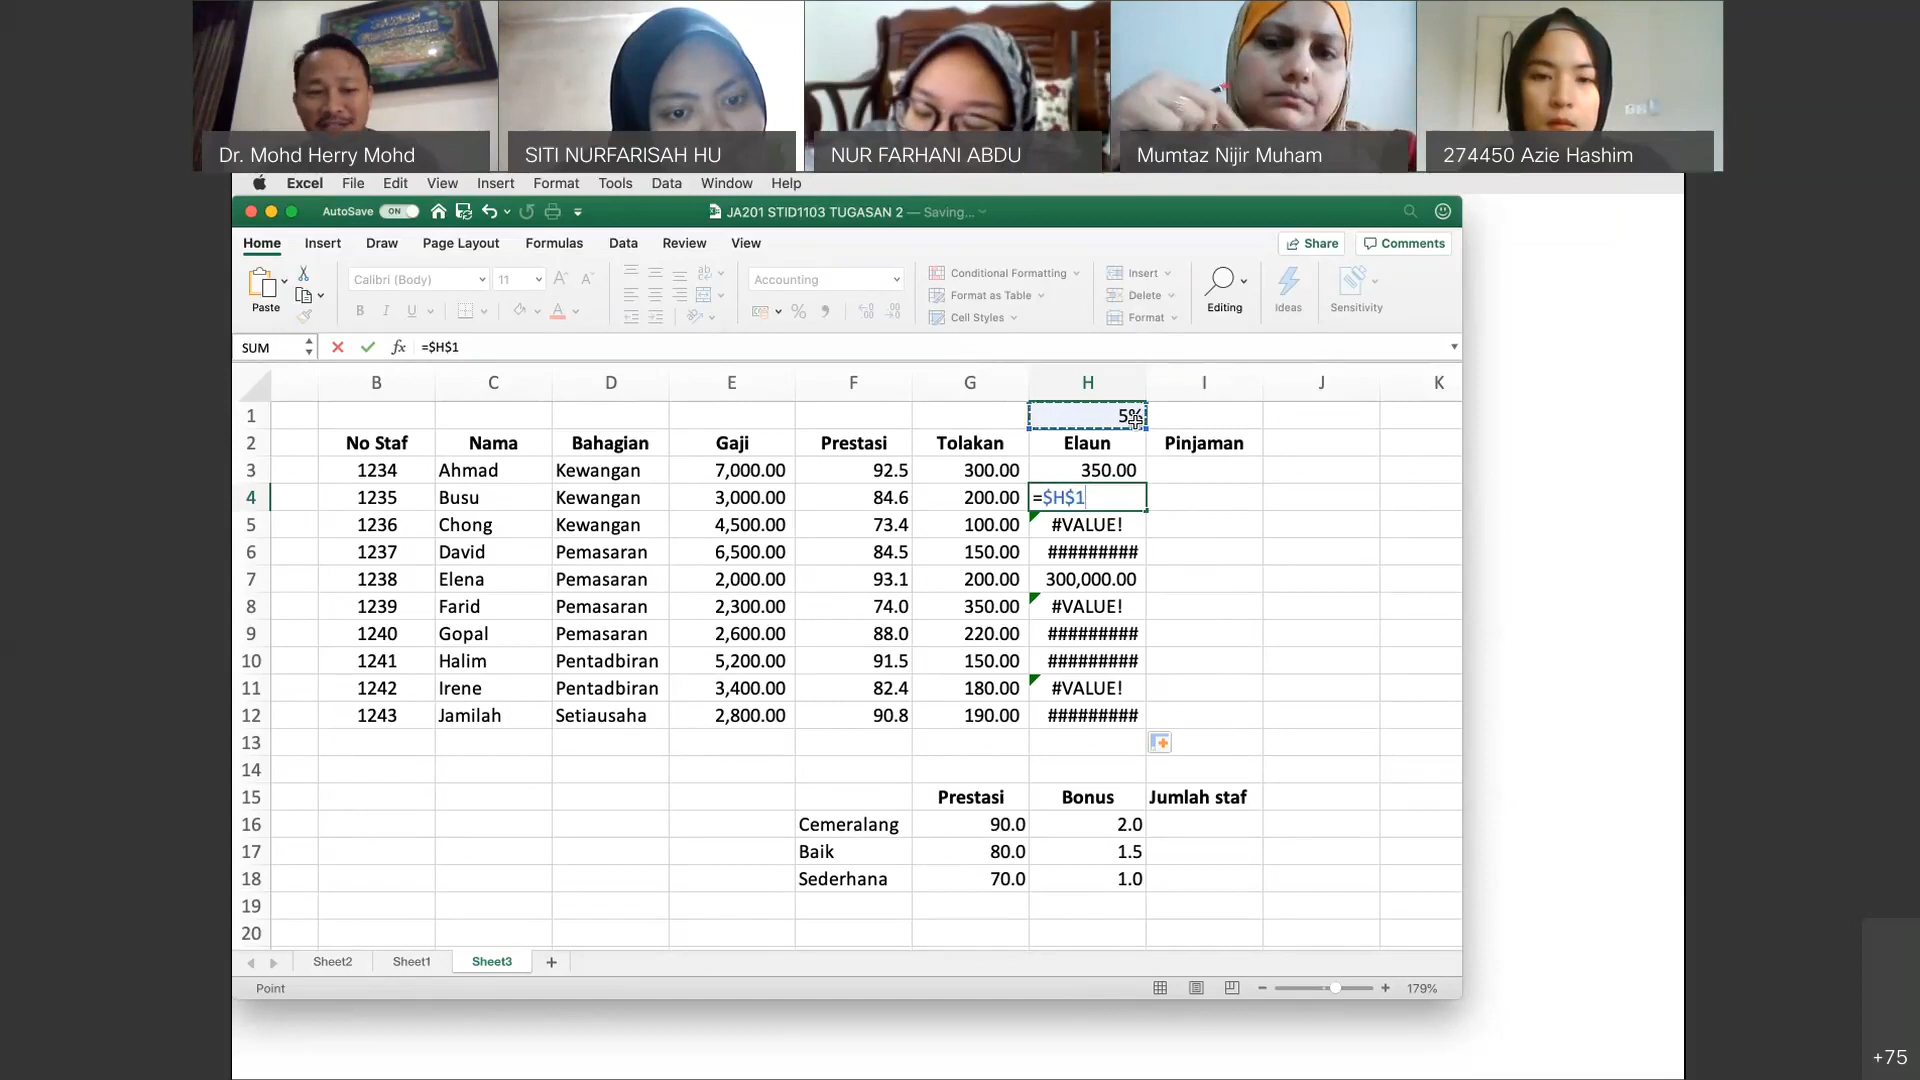 Dr. Mohd Herry Mohd
SITI NURFARISAH HU
NUR FARHANI ABDU
Mumtaz Nijir Muham
274450 Azie Hashim
Excel File Edit View Insert Format Tools Data Window Help
AutoSave ON JA201 STID1103 TUGASAN 2 — Saving...
Home Insert Draw Page Layout Formulas Data Review View Share Comments
Paste Calibri (Body) 11 A A Accounting Conditional Formatting Insert Editing Ideas Sensitivity
Format as Table Delete
B I U A % Cell Styles Format
SUM fx =$H$1
B C D E F G H I J K
1 5%
2 No Staf Nama Bahagian Gaji Prestasi Tolakan Elaun Pinjaman
3 1234 Ahmad Kewangan 7,000.00 92.5 300.00 350.00
4 1235 Busu Kewangan 3,000.00 84.6 200.00 =$H$1
5 1236 Chong Kewangan 4,500.00 73.4 100.00 #VALUE!
6 1237 David Pemasaran 6,500.00 84.5 150.00 #########
7 1238 Elena Pemasaran 2,000.00 93.1 200.00 300,000.00
8 1239 Farid Pemasaran 2,300.00 74.0 350.00 #VALUE!
9 1240 Gopal Pemasaran 2,600.00 88.0 220.00 #########
10 1241 Halim Pentadbiran 5,200.00 91.5 150.00 #########
11 1242 Irene Pentadbiran 3,400.00 82.4 180.00 #VALUE!
12 1243 Jamilah Setiausaha 2,800.00 90.8 190.00 #########
13
14
15 Prestasi Bonus Jumlah staf
16 Cemeralang 90.0 2.0
17 Baik 80.0 1.5
18 Sederhana 70.0 1.0
19
20
Sheet2 Sheet1 Sheet3 +
Point 179%
+75